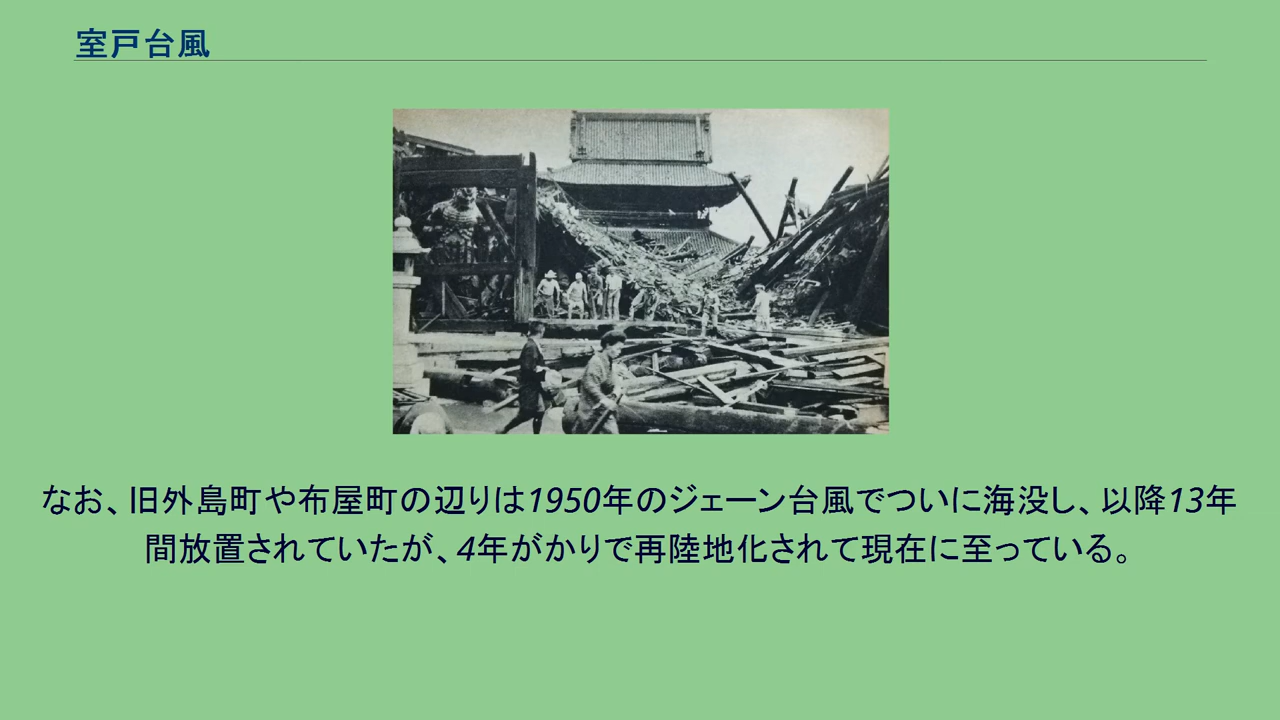 室戸台風
なお、旧外島町や布屋町の辺りは1950年のジェーン台風でついに海没し、以降13年
間放置されていたが、4年がかりで再陸地化されて現在に至っている。